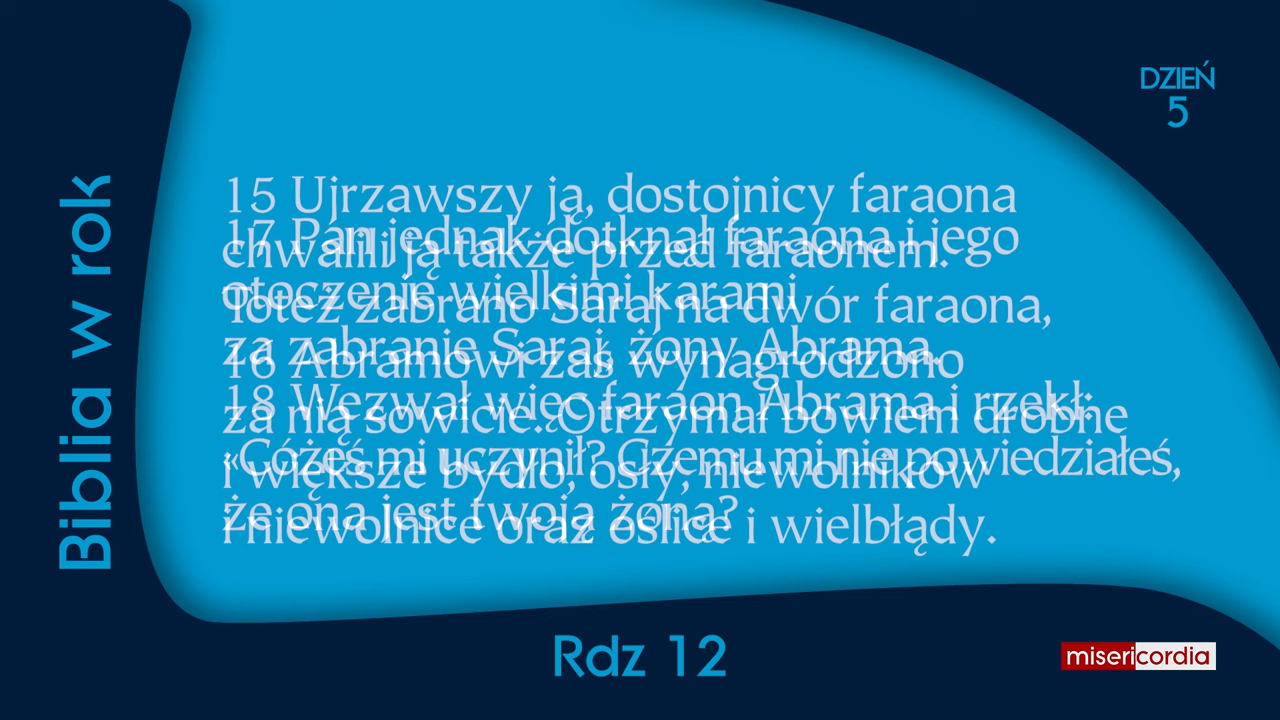 DZIEŃ
5
Biblia w rok
15 Ujrzawszy ją, dostojnicy faraona
chwalili ją także przed faraonem.
Toteż zabrano Saraj na dwór faraona,
16 Abramowi zaś wynagrodzono
za nią sowicie. Otrzymał bowiem drobne
i większe bydło, osły, niewolników
i niewolnice oraz oślice i wielbłądy.
17 Pan jednak dotknął faraona i jego
otoczenie wielkimi karami
za zabranie Saraj, żony Abrama.
18 Wezwał więc faraon Abrama i rzekł:
«Cóżeś mi uczynił? Czemu mi nie powiedziałeś,
że ona jest twoją żoną?
Rdz 12
misericordia